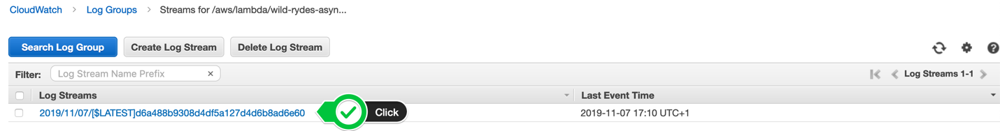 CloudWatch > Log Groups > Streams for /aws/lambda/wild-rydes-asyn...
Search Log Group Create Log Stream Delete Log Stream
Filter: Log Stream Name Prefix × Log Streams 1-1
Log Streams Last Event Time
2019/11/07/[$LATEST]d6a488b9308d4df5a127d4d6b8ad6e60 Click 2019-11-07 17:10 UTC+1